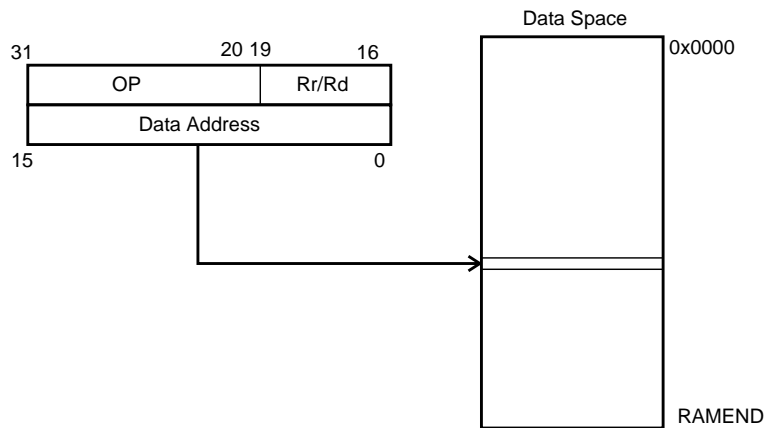 Data Space
31 20 19 16
0x0000
OP Rr/Rd
Data Address
15 0
RAMEND